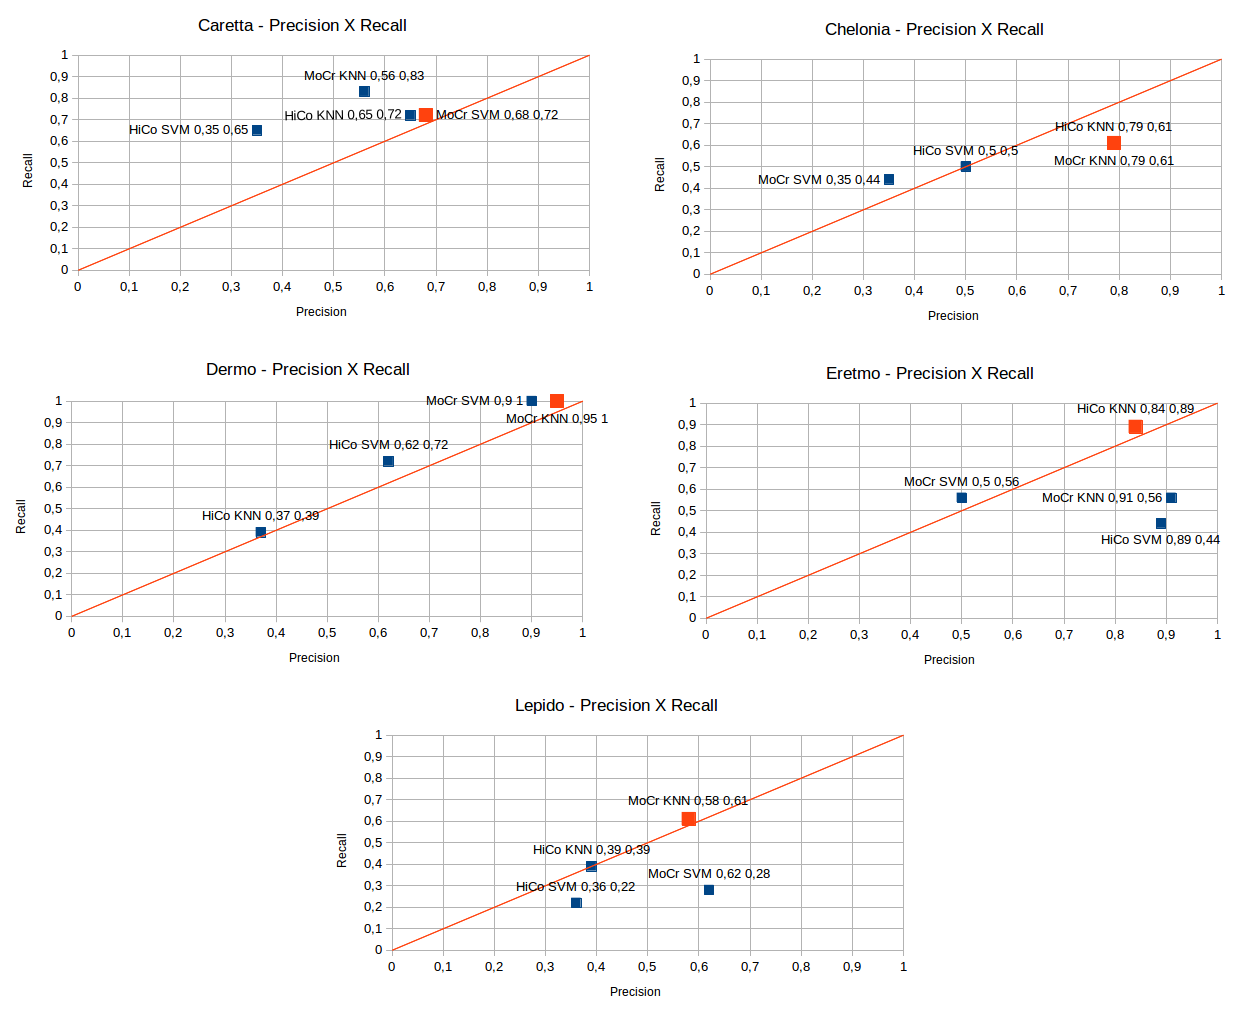 Caretta - Precision X Recall
1
0,9
0,8
0,7
0,6
0,5
0,4
0,3
0,2
0,1
0
Recall
MoCr KNN 0,56 0,83
HiCo KNN 0,65 0,72
MoCr SVM 0,68 0,72
HiCo SVM 0,35 0,65
0 0,1 0,2 0,3 0,4 0,5 0,6 0,7 0,8 0,9 1
Precision
Chelonia - Precision X Recall
1
0,9
0,8
0,7
0,6
0,5
0,4
0,3
0,2
0,1
0
Recall
HiCo KNN 0,79 0,61
HiCo SVM 0,5 0,5
MoCr KNN 0,79 0,61
MoCr SVM 0,35 0,44
0 0,1 0,2 0,3 0,4 0,5 0,6 0,7 0,8 0,9 1
Precision
Dermo - Precision X Recall
1
0,9
0,8
0,7
0,6
0,5
0,4
0,3
0,2
0,1
0
Recall
MoCr SVM 0,9 1
MoCr KNN 0,95 1
HiCo SVM 0,62 0,72
HiCo KNN 0,37 0,39
0 0,1 0,2 0,3 0,4 0,5 0,6 0,7 0,8 0,9 1
Precision
Eretmo - Precision X Recall
1
0,9
0,8
0,7
0,6
0,5
0,4
0,3
0,2
0,1
0
Recall
HiCo KNN 0,84 0,89
MoCr SVM 0,5 0,56
MoCr KNN 0,91 0,56
HiCo SVM 0,89 0,44
0 0,1 0,2 0,3 0,4 0,5 0,6 0,7 0,8 0,9 1
Precision
Lepido - Precision X Recall
1
0,9
0,8
0,7
0,6
0,5
0,4
0,3
0,2
0,1
0
Recall
MoCr KNN 0,58 0,61
HiCo KNN 0,39 0,39
MoCr SVM 0,62 0,28
HiCo SVM 0,36 0,22
0 0,1 0,2 0,3 0,4 0,5 0,6 0,7 0,8 0,9 1
Precision